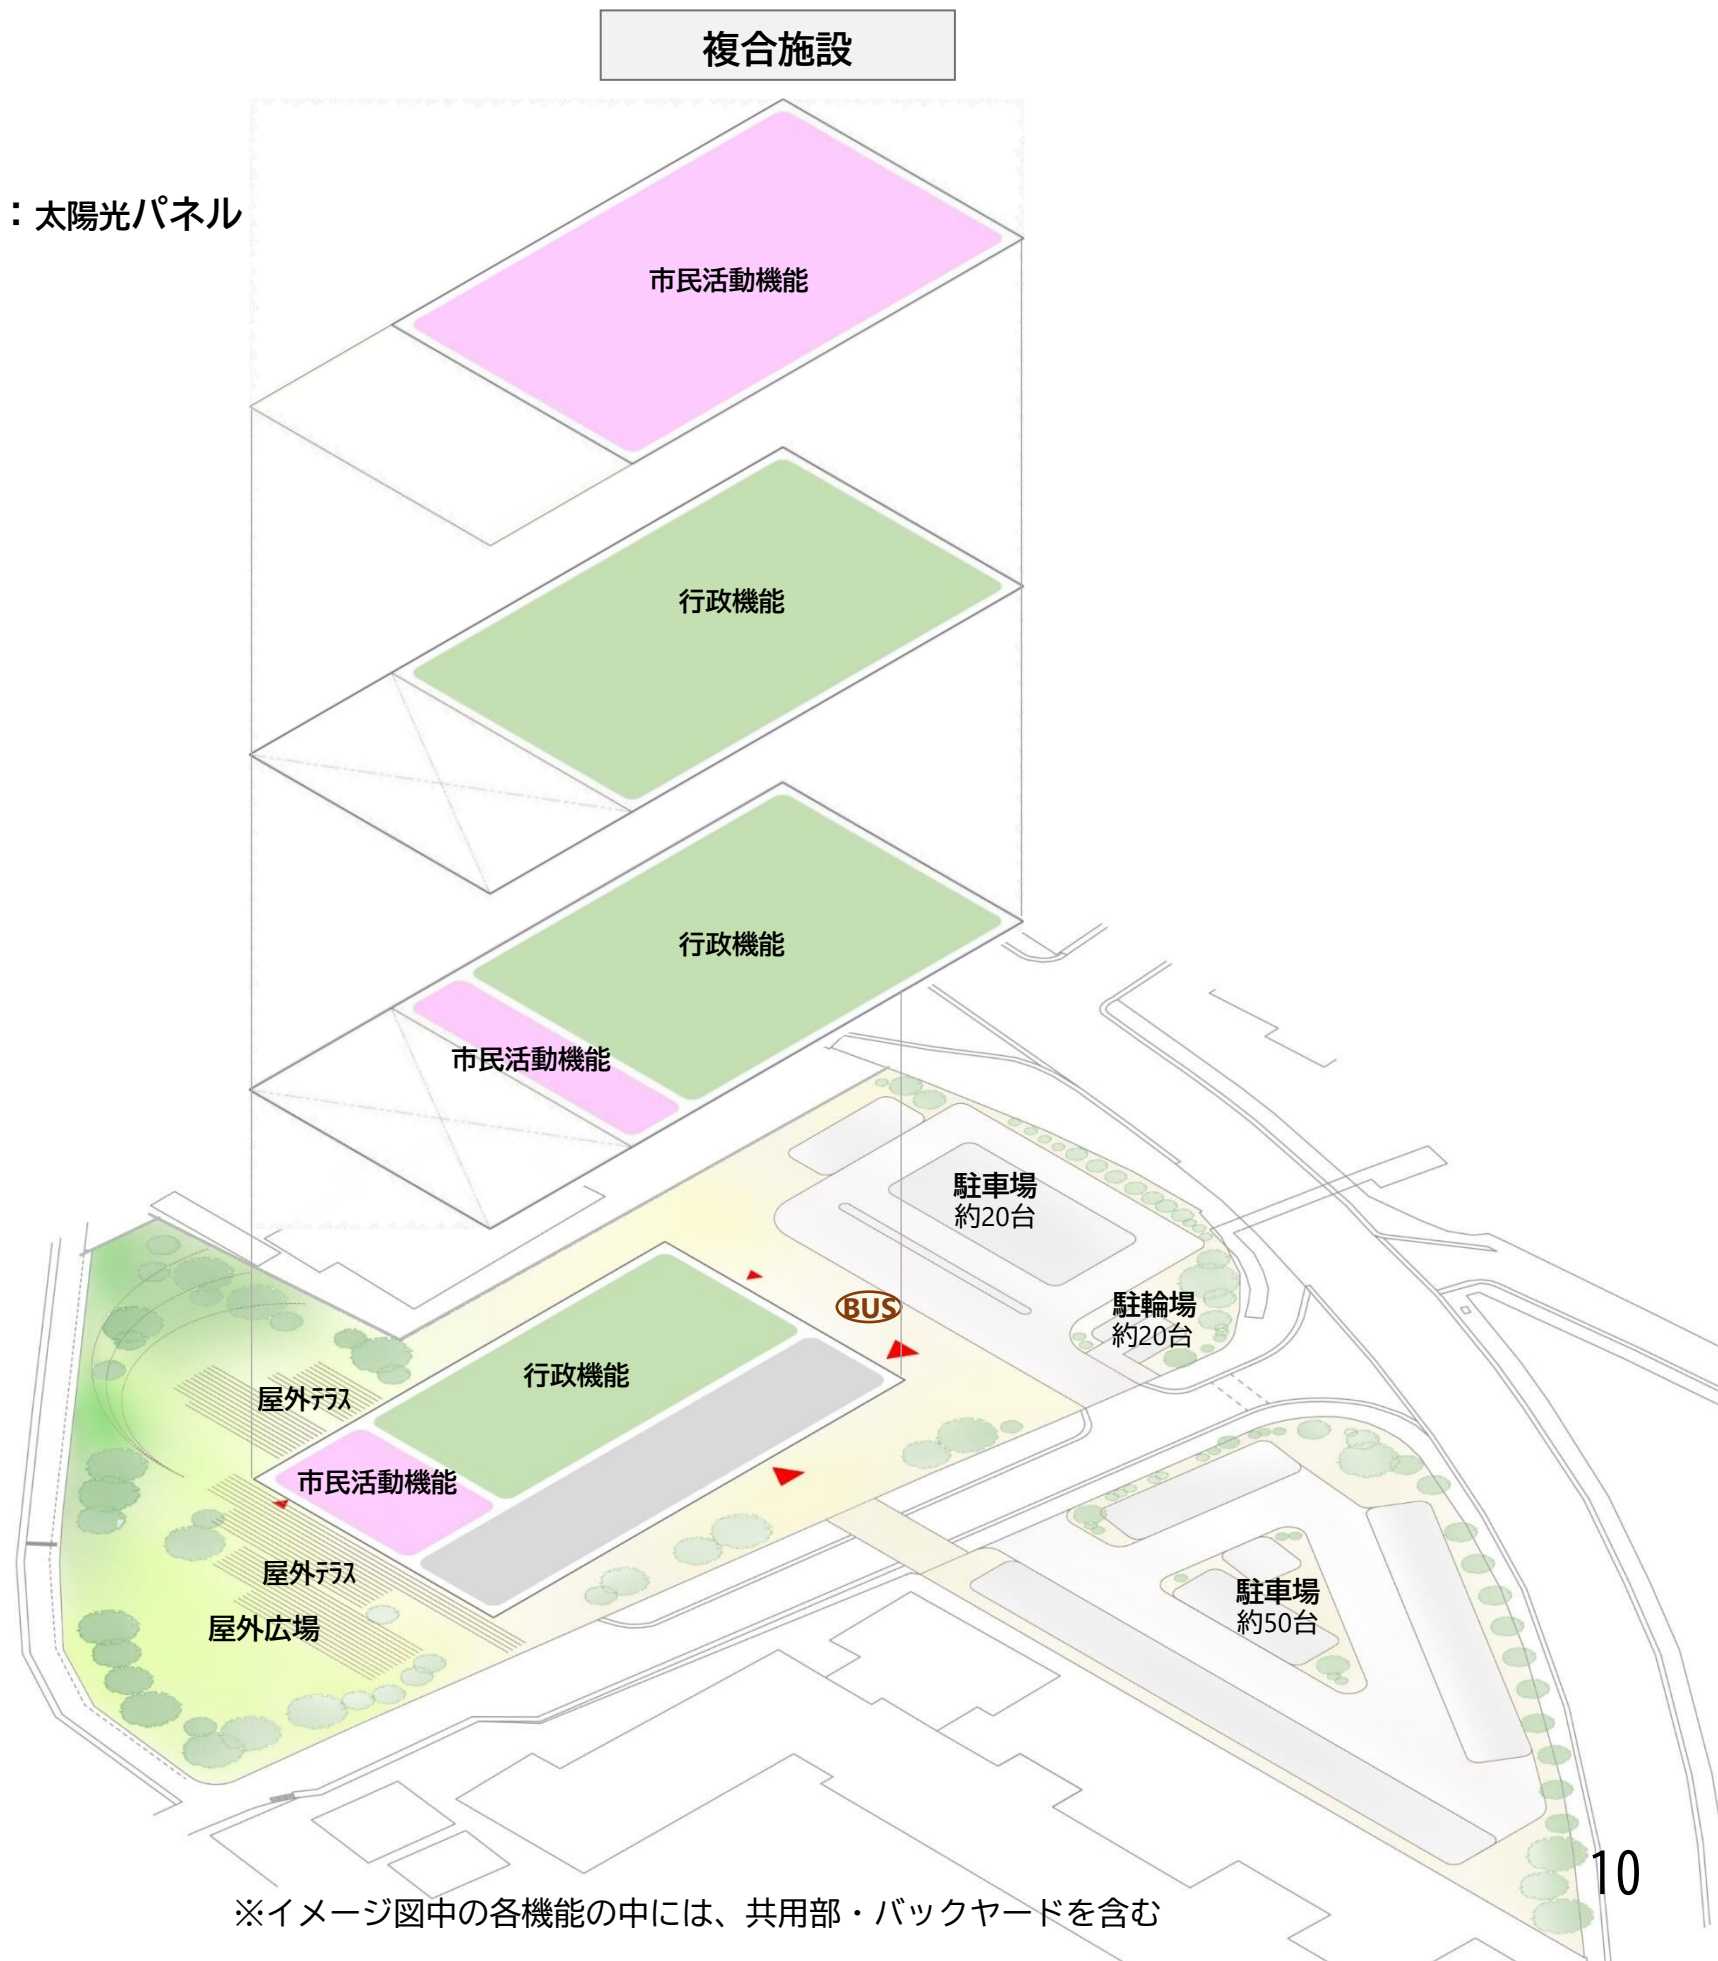 複合施設
：太陽光パネル
市民活動機能
行政機能
行政機能
市民活動機能
駐車場
約20台
BUS
駐輪場
約20台
行政機能
屋外ﾃﾗｽ
市民活動機能
屋外ﾃﾗｽ
屋外広場
駐車場
約50台
10
※イメージ図中の各機能の中には、共用部・バックヤードを含む